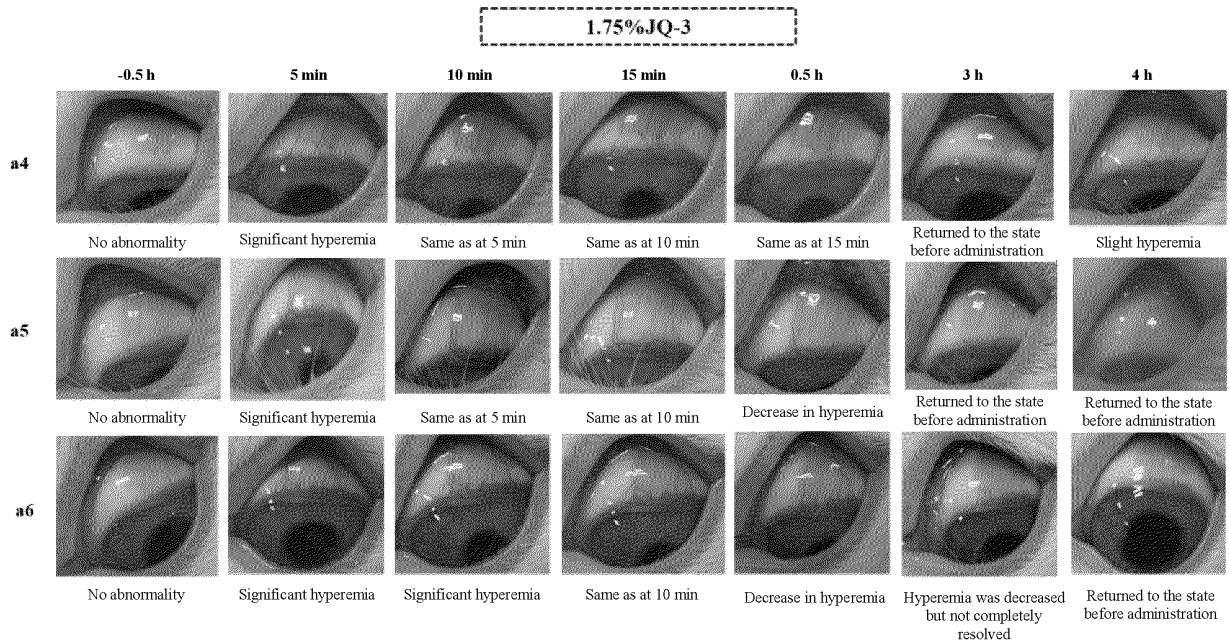 1.75%JQ-3
-0.5 h 5 min 10 min 15 min 0.5 h 3 h 4 h
a4
No abnormality Significant hyperemia Same as at 5 min Same as at 10 min Same as at 15 min Returned to the state Slight hyperemia
before administration
a5
No abnormality Significant hyperemia Same as at 5 min Same as at 10 min Decrease in hyperemia Returned to the state Returned to the state
before administration before administration
a6
No abnormality Significant hyperemia Significant hyperemia Same as at 10 min Decrease in hyperemia Hyperemia was decreased Returned to the state
but not completely before administration
resolved